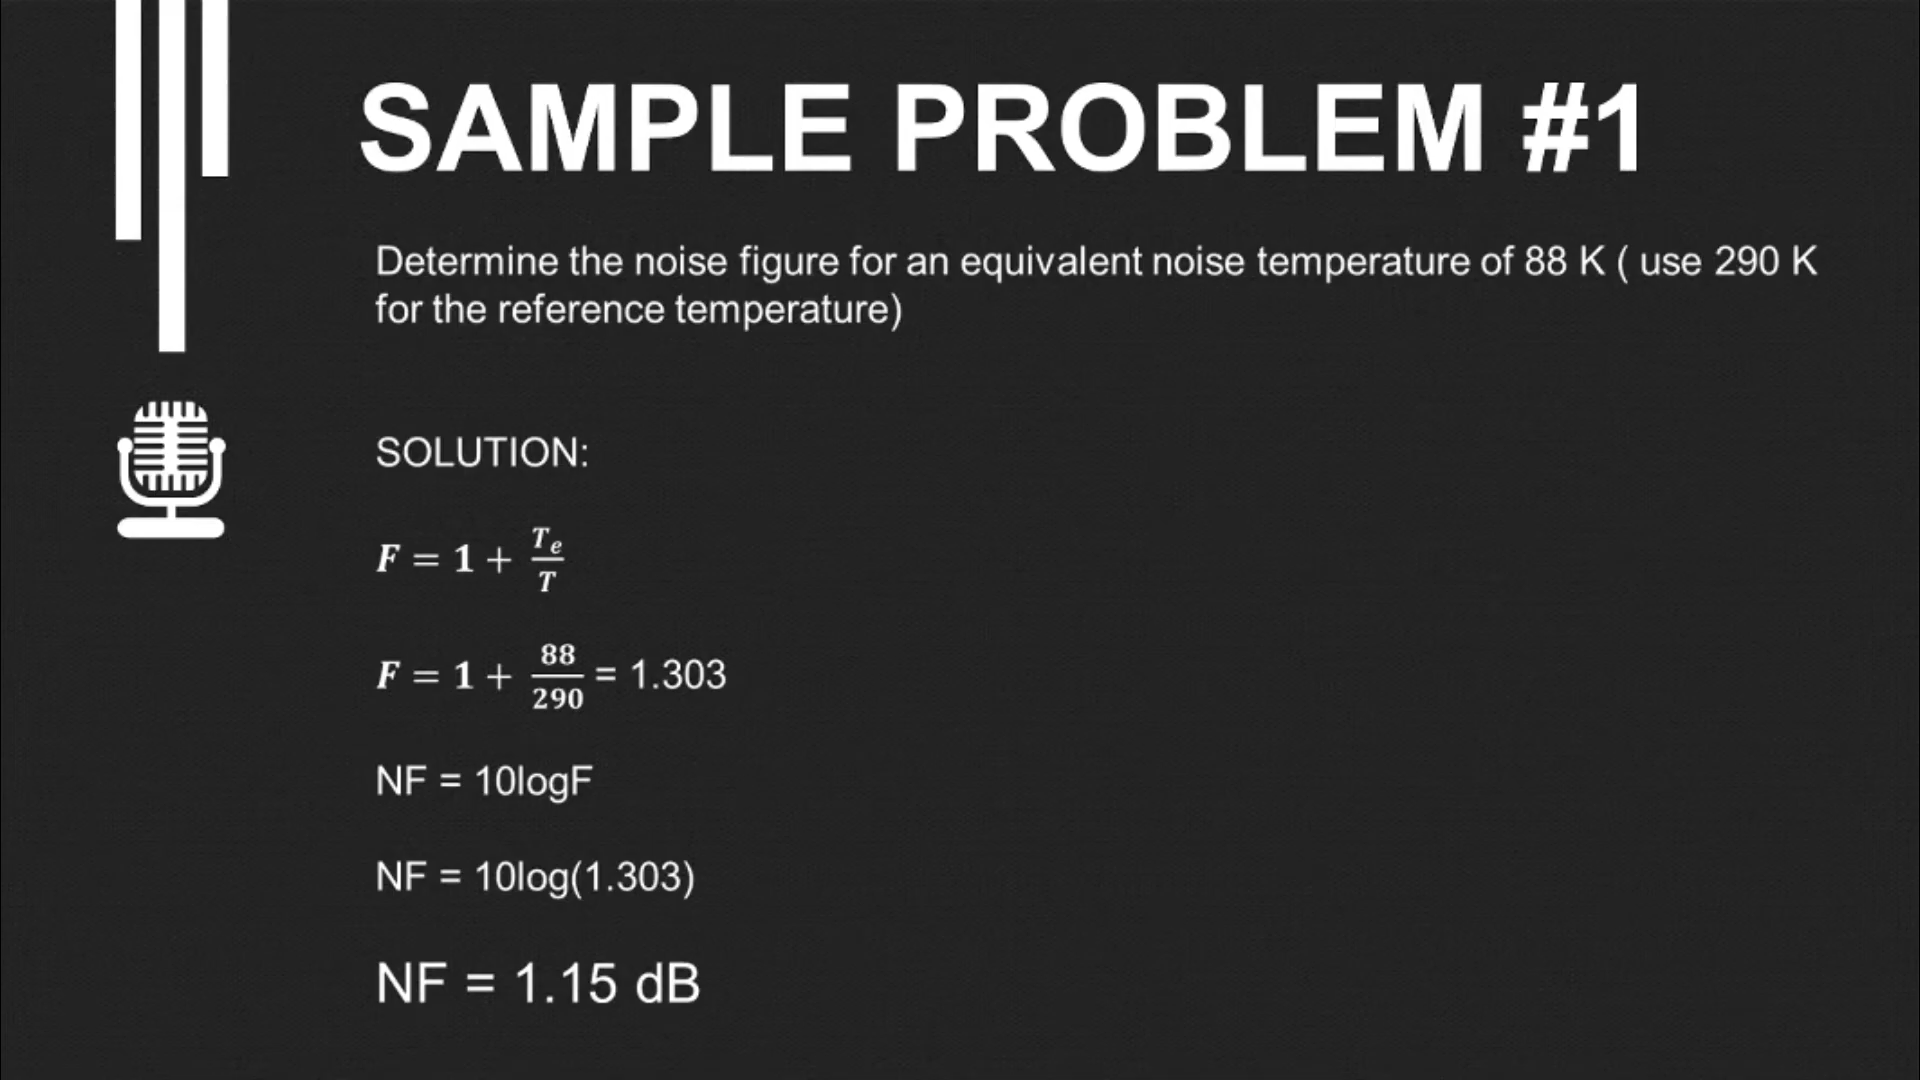 SAMPLE PROBLEM #1
Determine the noise figure for an equivalent noise temperature of 88 K ( use 290 K
for the reference temperature)
SOLUTION:
F = 1 + T_e/T
F = 1 + 88/290 = 1.303
NF = 10logF
NF = 10log(1.303)
NF = 1.15 dB